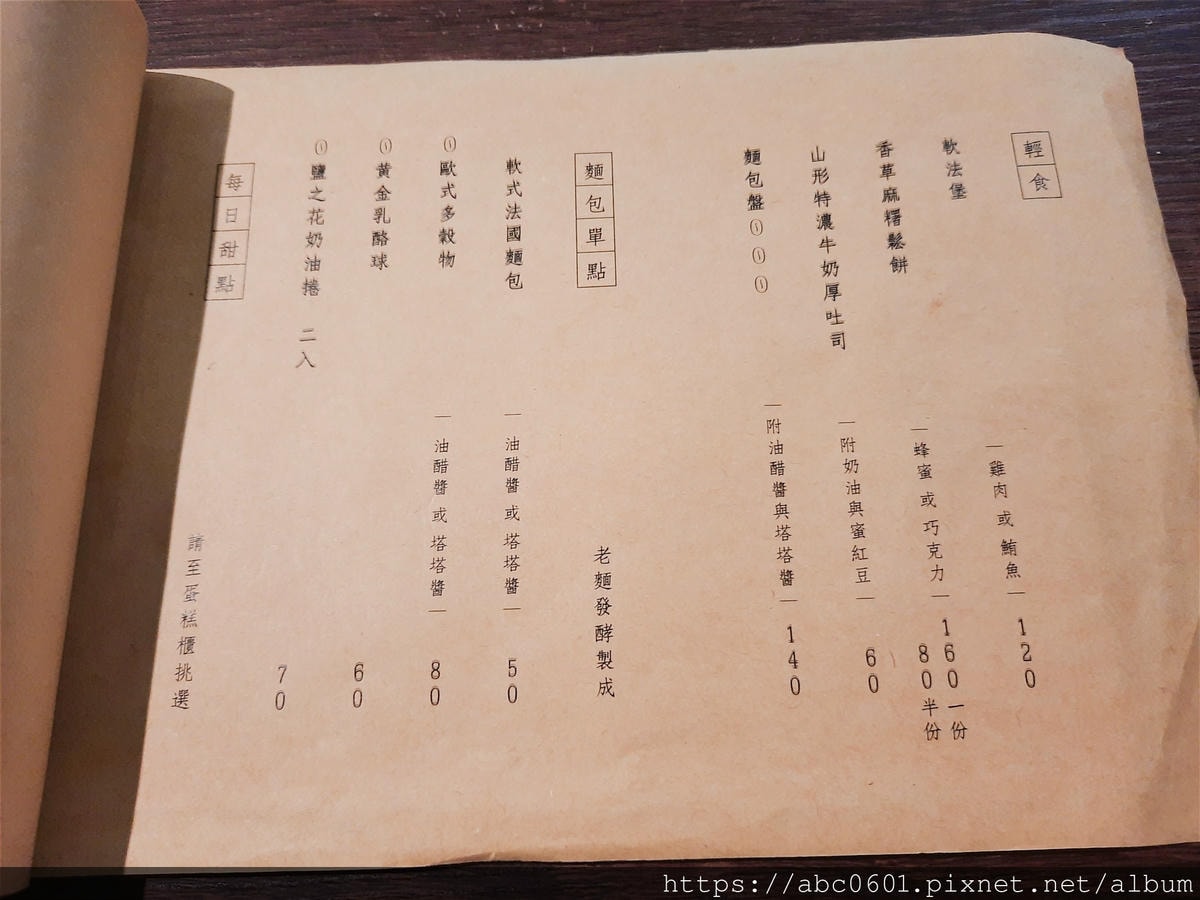 輕食
軟法堡 —雞肉 或 鮪魚— 120
香草麻糬鬆餅 —蜂蜜 或 巧克力— 160 一份
80 半份
山形特濃牛奶厚吐司 —附奶油與蜜紅豆— 60
麵包盤 —附油醋醬與塔塔醬— 140
麵包單點 老麵發酵製成
軟式法國麵包 —油醋醬 或 塔塔醬— 50
歐式多穀物 —油醋醬 或 塔塔醬— 80
黃金乳酪球 60
鹽之花奶油捲 二入 70
每日甜點 請至蛋糕櫃挑選
https://abc0601.pixnet.net/album